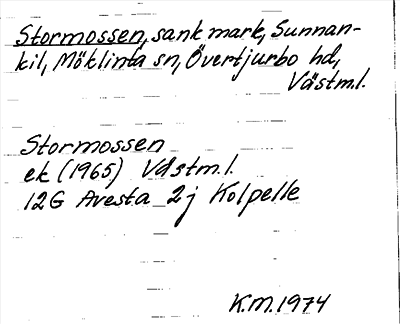 Stormossen, sank mark, Sunnan-
kil, Möklinta sn, Övertjurbo hd,
Västm.l.
Stormossen
ek (1965) Västm.l.
12G Avesta 2j Kolpelle
K.M. 1974